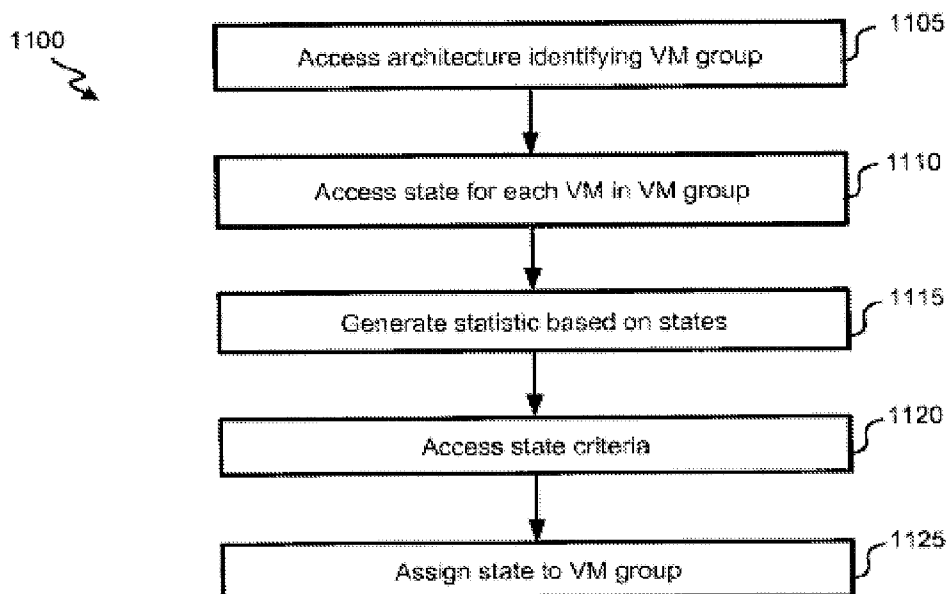 1100
1105
Access architecture identifying VM group
1110
Access state for each VM in VM group
1115
Generate statistic based on states
1120
Access state criteria
1125
Assign state to VM group